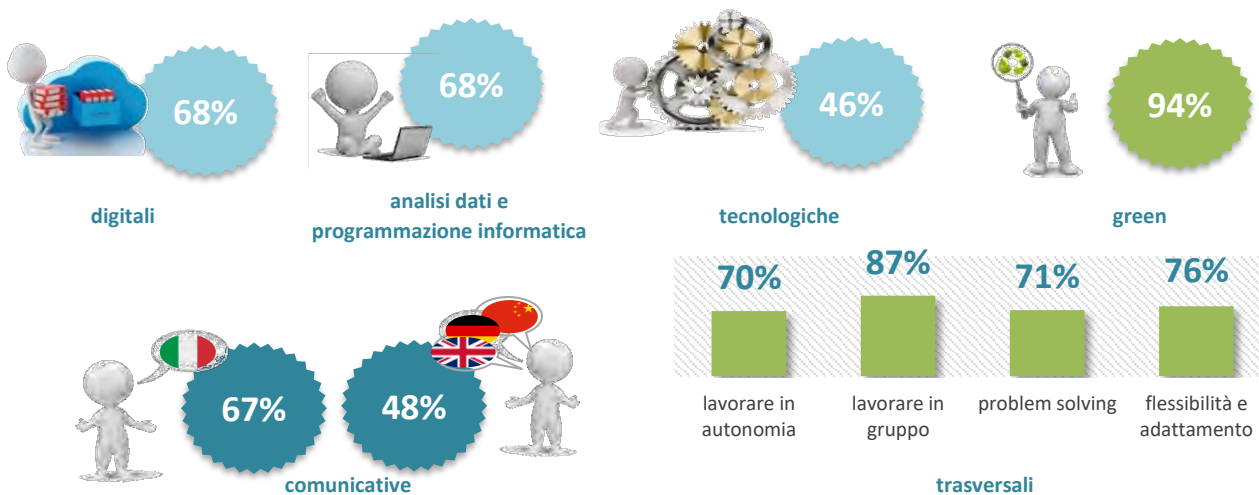 68%
68%
46%
94%
digitali
analisi dati e
programmazione informatica
tecnologiche
green
67%
48%
comunicative
70%
87%
71%
76%
lavorare in
autonomia
lavorare in
gruppo
problem solving
flessibilità e
adattamento
trasversali